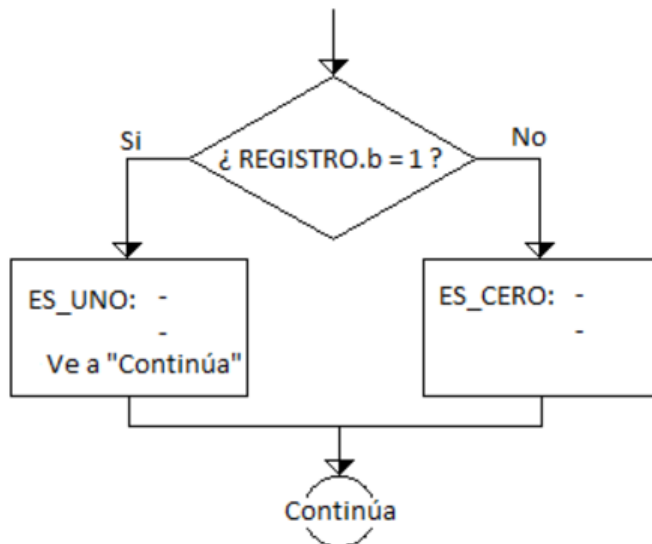 ¿ REGISTRO.b = 1 ?
Si
No
ES_UNO: -
-
Ve a "Continúa"
ES_CERO: -
-
Continúa